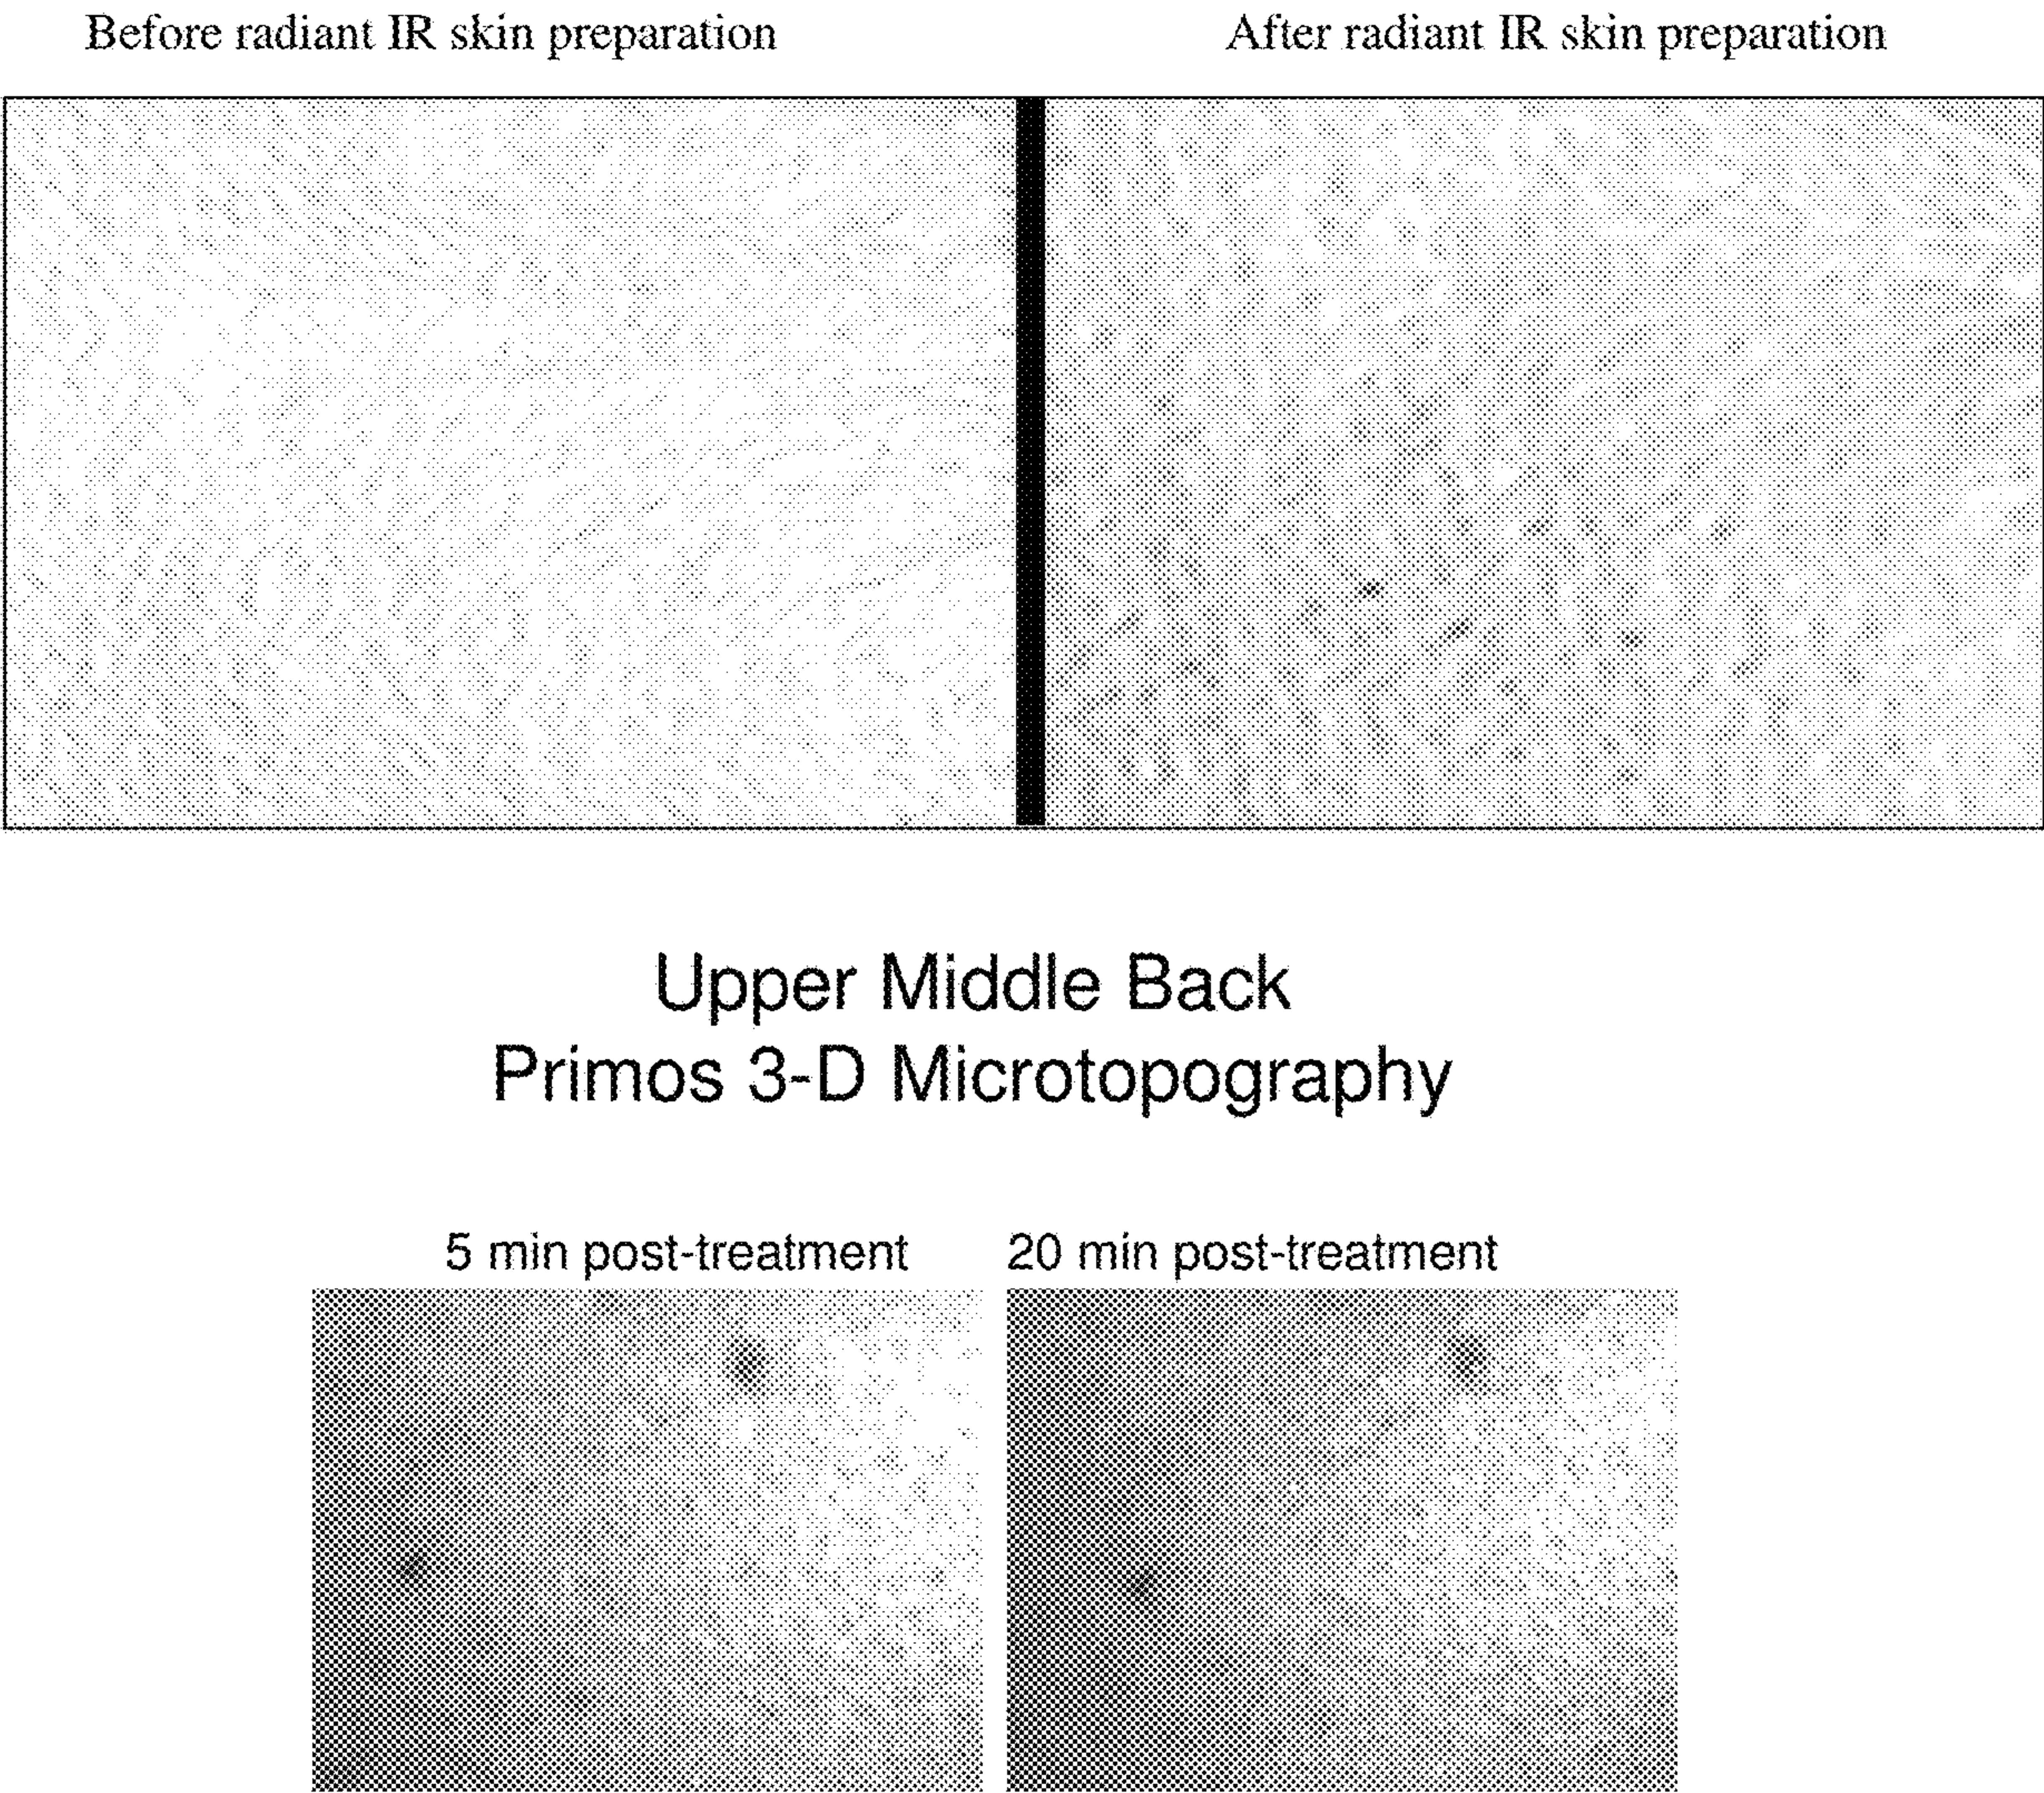 Before radiant IR skin preparation
After radiant IR skin preparation
Upper Middle Back
Primos 3-D Microtopography
5 min post-treatment
20 min post-treatment